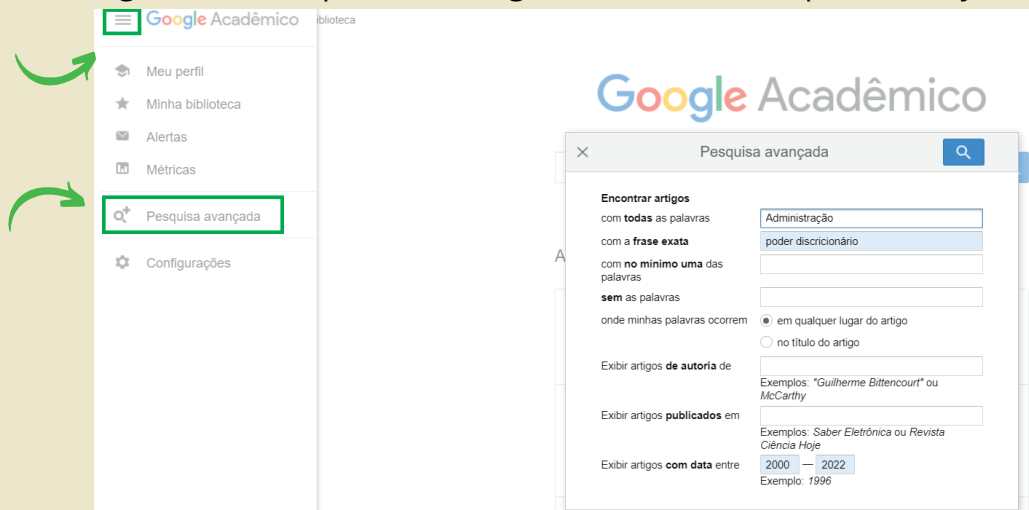 Google Acadêmico
blioteca
Meu perfil
Minha biblioteca
Alertas
Métricas
Pesquisa avançada
Configurações
Google Acadêmico
Pesquisa avançada
Encontrar artigos
com todas as palavras Administração
com a frase exata poder discricionário
com no mínimo uma das
palavras
sem as palavras
onde minhas palavras ocorrem em qualquer lugar do artigo
no título do artigo
Exibir artigos de autoria de
Exemplos: "Guilherme Bittencourt" ou
McCarthy
Exibir artigos publicados em
Exemplos: Saber Eletrônica ou Revista
Ciência Hoje
Exibir artigos com data entre 2000 — 2022
Exemplo: 1996